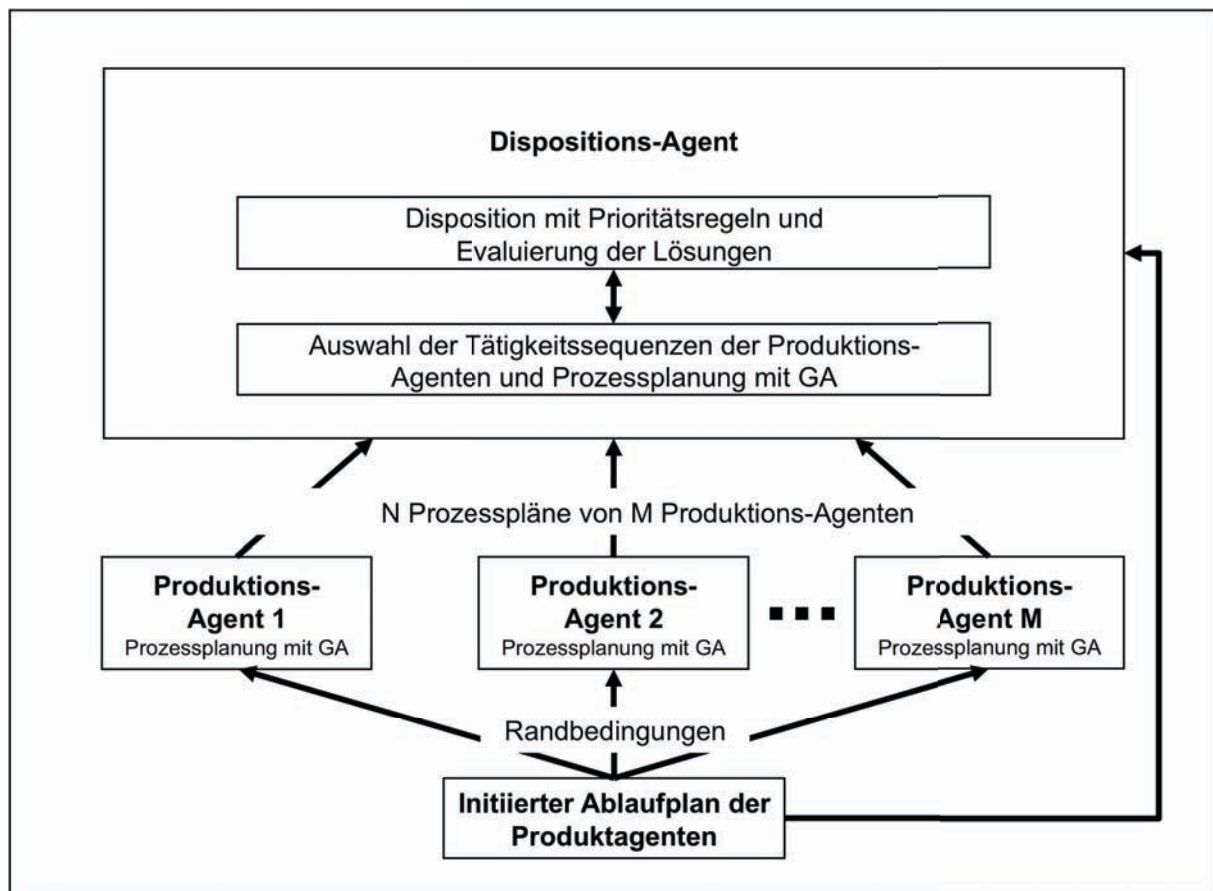 Dispositions-Agent
Disposition mit Prioritätsregeln und
Evaluierung der Lösungen
Auswahl der Tätigkeitssequenzen der Produktions-
Agenten und Prozessplanung mit GA
N Prozesspläne von M Produktions-Agenten
Produktions-
Agent 1
Prozessplanung mit GA
Produktions-
Agent 2
Prozessplanung mit GA
Produktions-
Agent M
Prozessplanung mit GA
Randbedingungen
Initiierter Ablaufplan der
Produktagenten